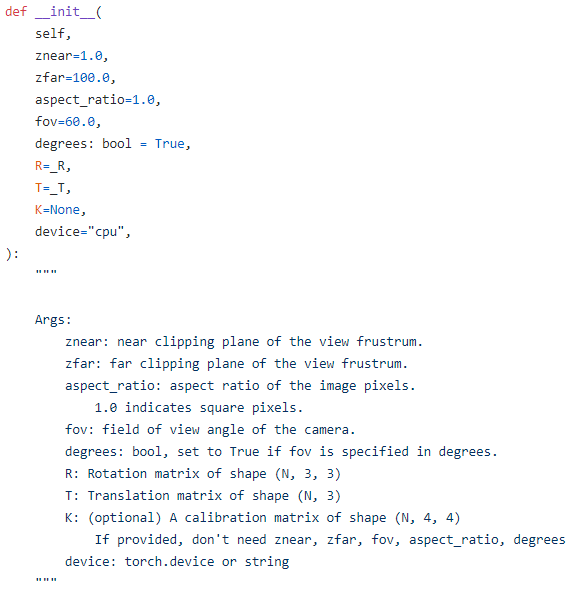 def __init__(
    self,
    znear=1.0,
    zfar=100.0,
    aspect_ratio=1.0,
    fov=60.0,
    degrees: bool = True,
    R=_R,
    T=_T,
    K=None,
    device="cpu",
):
    """

    Args:
        znear: near clipping plane of the view frustrum.
        zfar: far clipping plane of the view frustrum.
        aspect_ratio: aspect ratio of the image pixels.
            1.0 indicates square pixels.
        fov: field of view angle of the camera.
        degrees: bool, set to True if fov is specified in degrees.
        R: Rotation matrix of shape (N, 3, 3)
        T: Translation matrix of shape (N, 3)
        K: (optional) A calibration matrix of shape (N, 4, 4)
            If provided, don't need znear, zfar, fov, aspect_ratio, degrees
        device: torch.device or string
    """